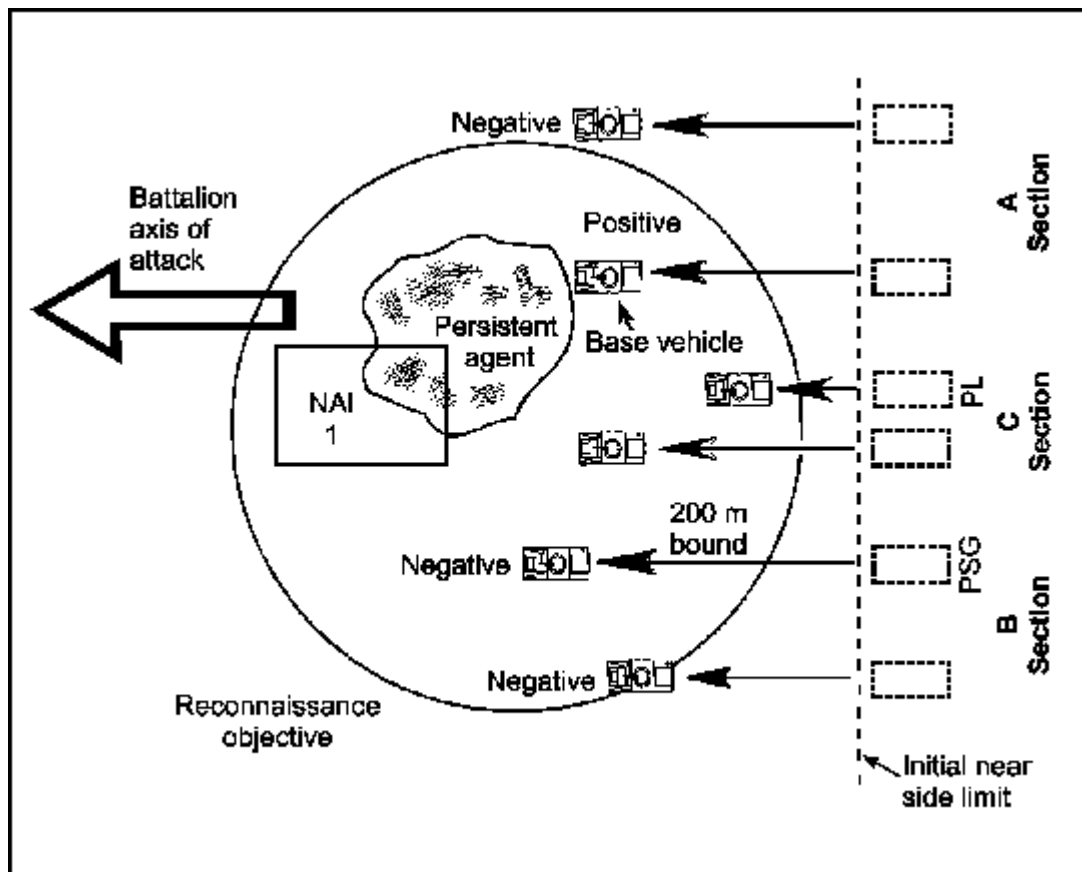 Negative
A
Section
Battalion
axis of
attack
Positive
Persistent
agent
Base vehicle
NAI
1
PL
C
Section
200 m
bound
Negative
PSG
B
Section
Negative
Reconnaissance
objective
Initial near
side limit